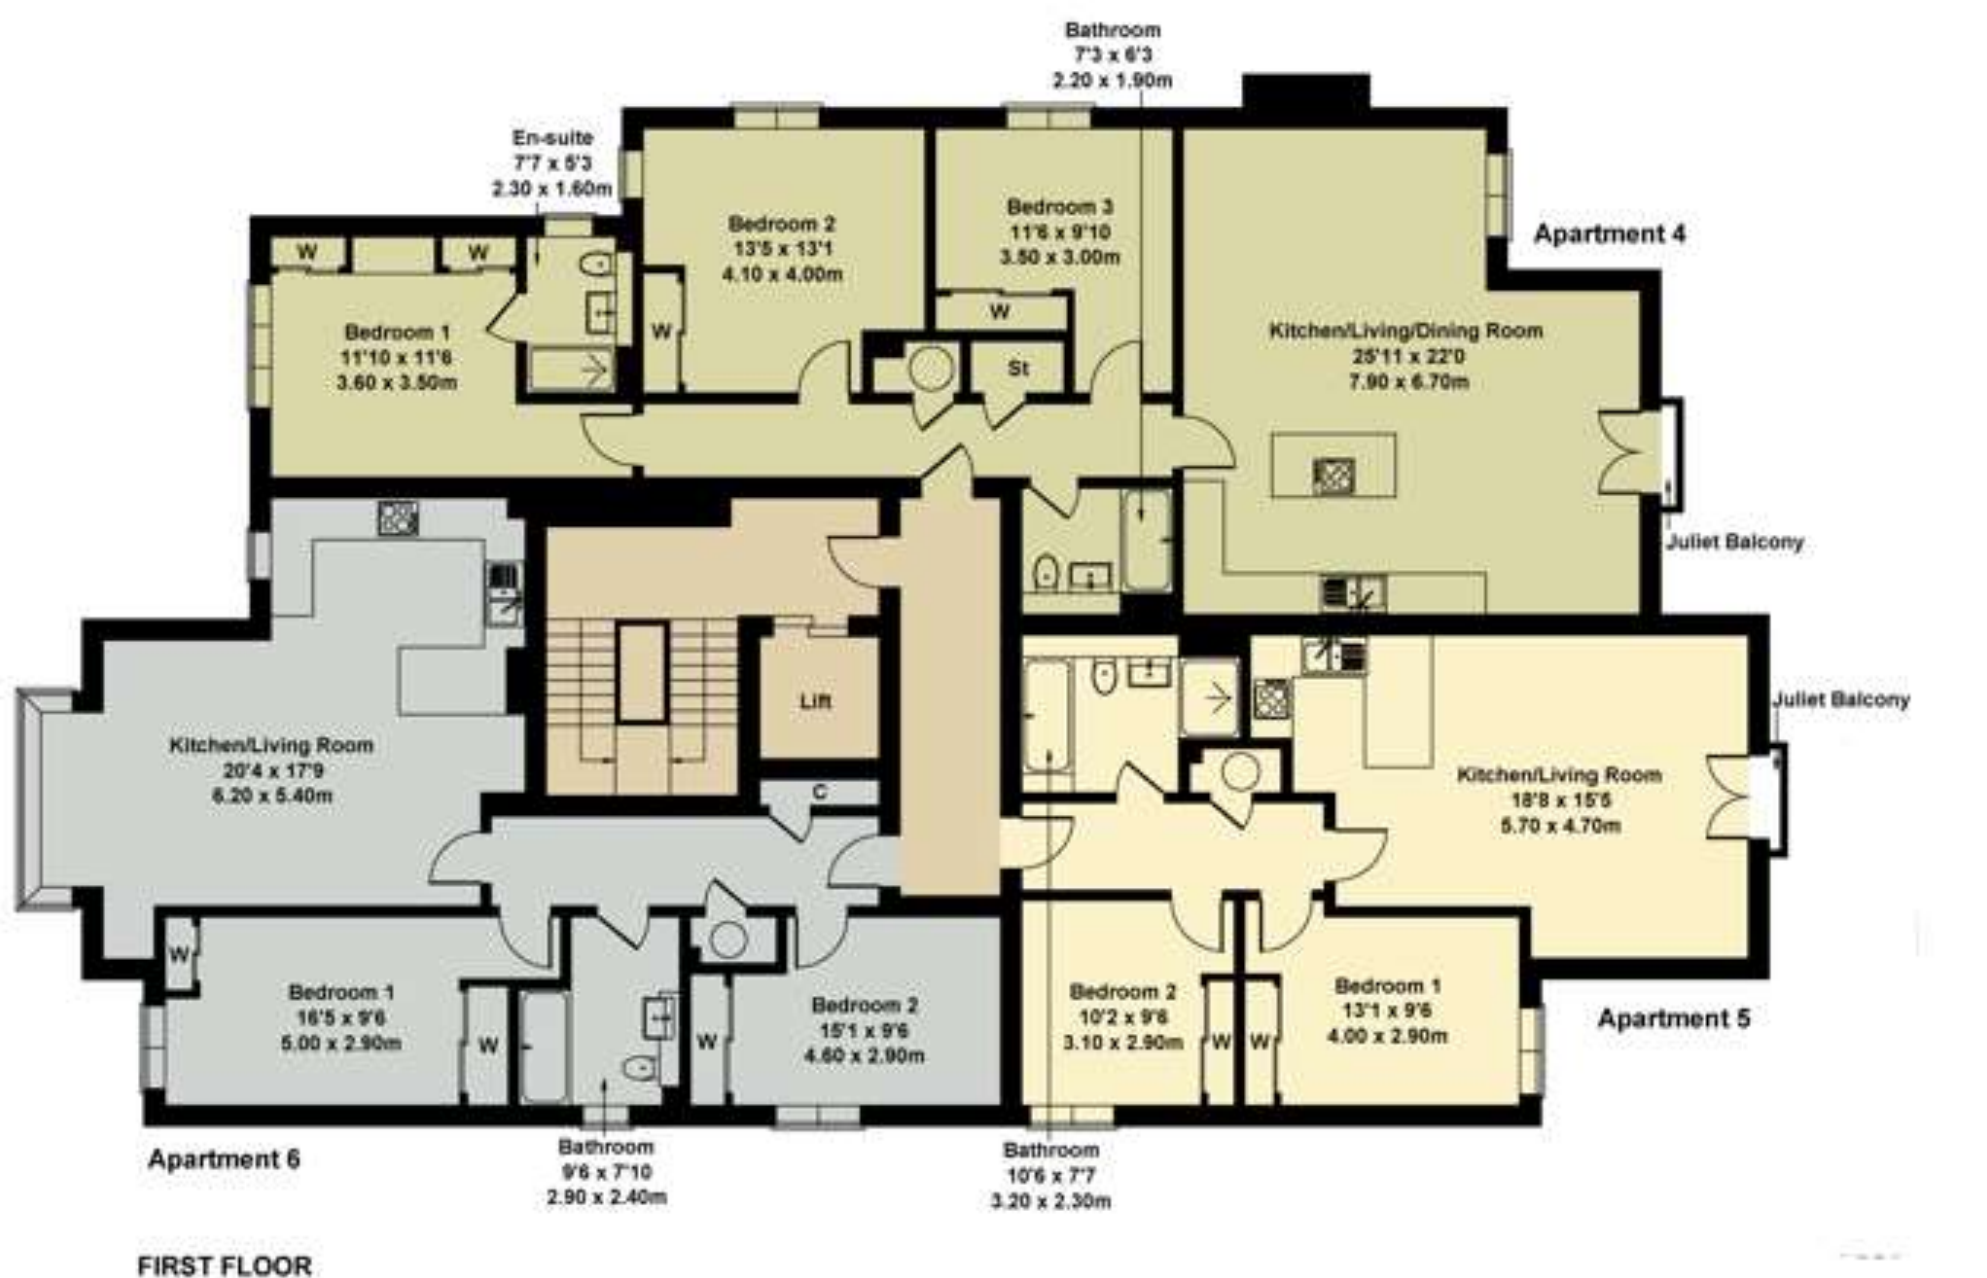 Bathroom
7'3 x 6'3
2.20 x 1.90m
En-suite
7'7 x 5'3
2.30 x 1.60m
Bedroom 2
13'5 x 13'1
4.10 x 4.00m
Bedroom 3
11'6 x 9'10
3.50 x 3.00m
Apartment 4
W
W
Bedroom 1
11'10 x 11'6
3.60 x 3.50m
W
W
St
Kitchen/Living/Dining Room
25'11 x 22'0
7.90 x 6.70m
Juliet Balcony
Lift
Juliet Balcony
Kitchen/Living Room
20'4 x 17'9
6.20 x 5.40m
C
Kitchen/Living Room
18'8 x 15'5
5.70 x 4.70m
W
Bedroom 1
16'5 x 9'6
5.00 x 2.90m
W
W
Bedroom 2
15'1 x 9'6
4.60 x 2.90m
Bedroom 2
10'2 x 9'6
3.10 x 2.90m
W
W
Bedroom 1
13'1 x 9'6
4.00 x 2.90m
Apartment 5
Apartment 6
Bathroom
9'6 x 7'10
2.90 x 2.40m
Bathroom
10'6 x 7'7
3.20 x 2.30m
FIRST FLOOR